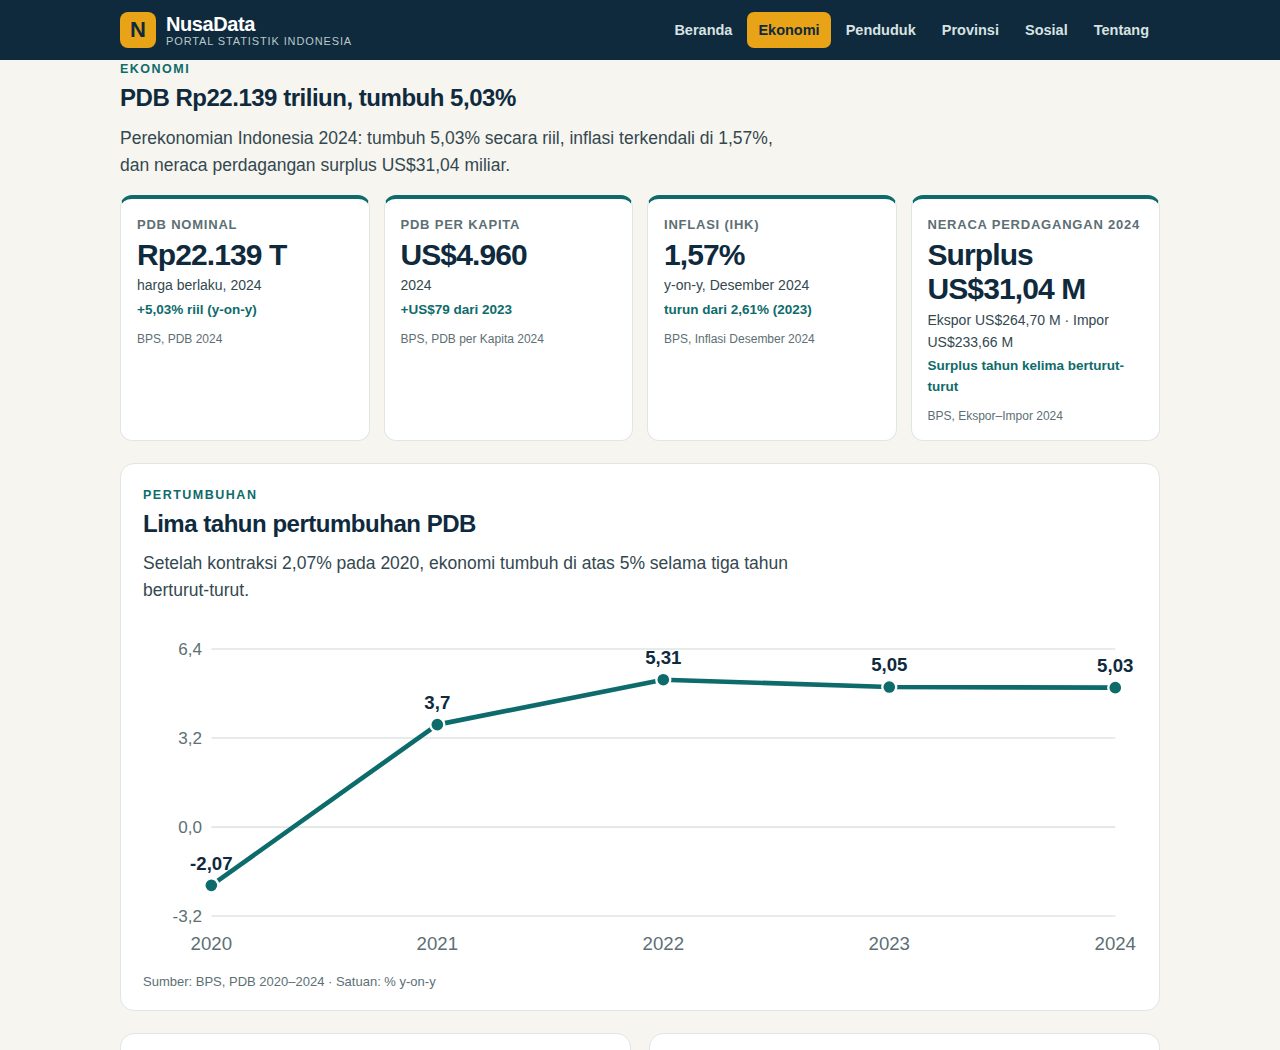 N
NusaData
PORTAL STATISTIK INDONESIA
Beranda
Ekonomi
Penduduk
Provinsi
Sosial
Tentang
EKONOMI
PDB Rp22.139 triliun, tumbuh 5,03%
Perekonomian Indonesia 2024: tumbuh 5,03% secara riil, inflasi terkendali di 1,57%,
dan neraca perdagangan surplus US$31,04 miliar.
PDB NOMINAL
Rp22.139 T
harga berlaku, 2024
+5,03% riil (y-on-y)
BPS, PDB 2024
PDB PER KAPITA
US$4.960
2024
+US$79 dari 2023
BPS, PDB per Kapita 2024
INFLASI (IHK)
1,57%
y-on-y, Desember 2024
turun dari 2,61% (2023)
BPS, Inflasi Desember 2024
NERACA PERDAGANGAN 2024
Surplus
US$31,04 M
Ekspor US$264,70 M · Impor
US$233,66 M
Surplus tahun kelima berturut-
turut
BPS, Ekspor–Impor 2024
PERTUMBUHAN
Lima tahun pertumbuhan PDB
Setelah kontraksi 2,07% pada 2020, ekonomi tumbuh di atas 5% selama tiga tahun
berturut-turut.
6,4
3,2
0,0
-3,2
-2,07
3,7
5,31
5,05
5,03
2020
2021
2022
2023
2024
Sumber: BPS, PDB 2020–2024 · Satuan: % y-on-y